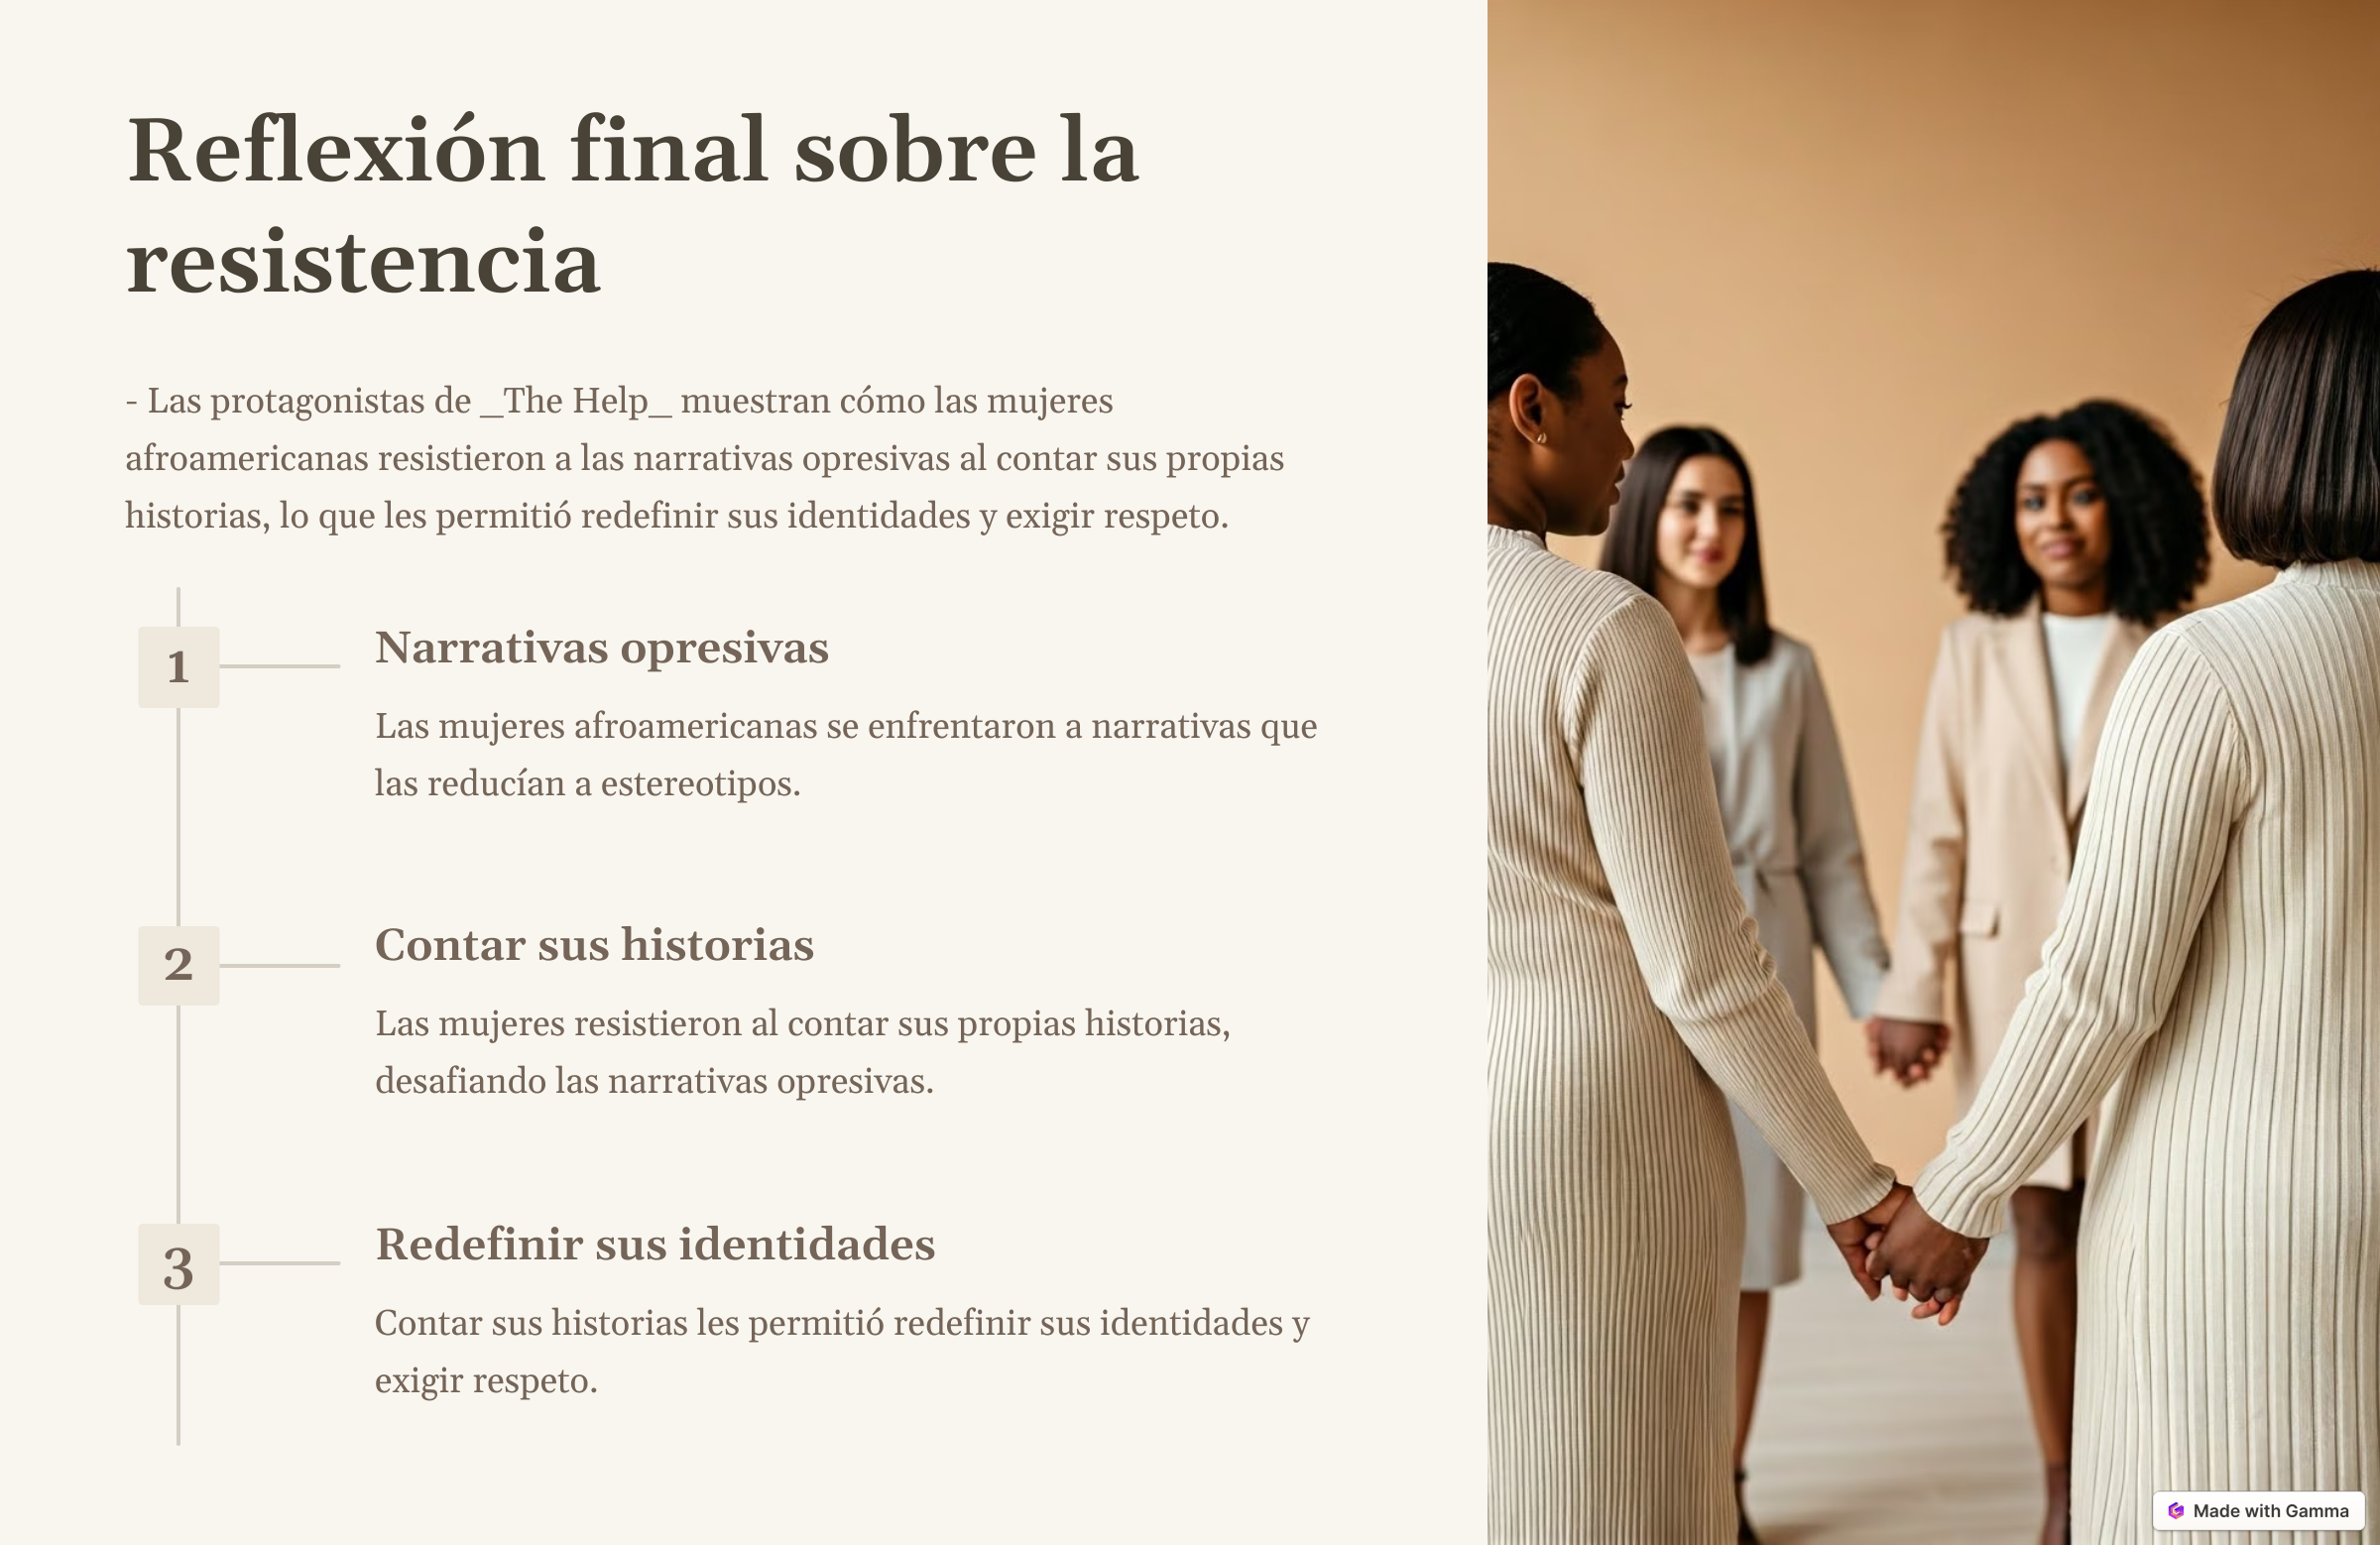 Reflexión final sobre la
resistencia
- Las protagonistas de _The Help_ muestran cómo las mujeres
afroamericanas resistieron a las narrativas opresivas al contar sus propias
historias, lo que les permitió redefinir sus identidades y exigir respeto.
1
Narrativas opresivas
Las mujeres afroamericanas se enfrentaron a narrativas que
las reducían a estereotipos.
2
Contar sus historias
Las mujeres resistieron al contar sus propias historias,
desafiando las narrativas opresivas.
3
Redefinir sus identidades
Contar sus historias les permitió redefinir sus identidades y
exigir respeto.
Made with Gamma